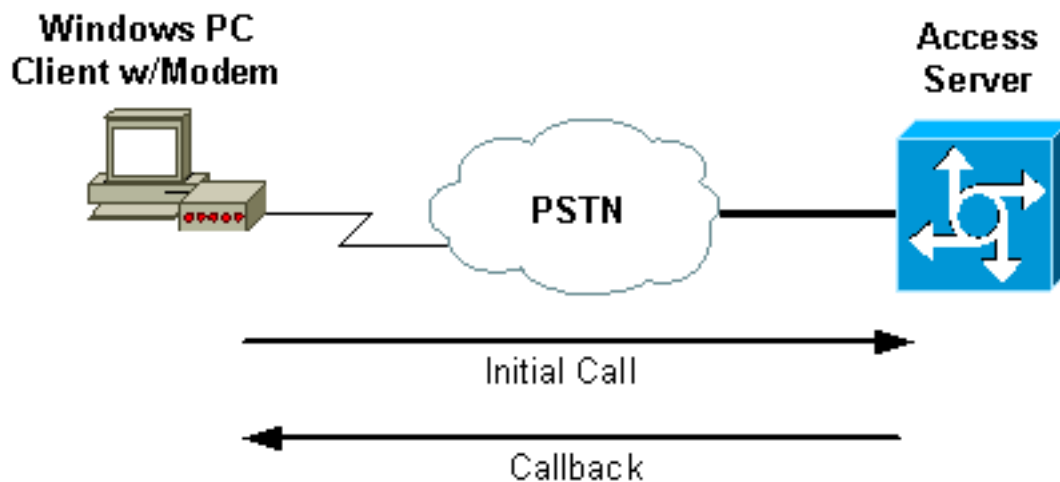 Windows PC
Client w/Modem
Access
Server
PSTN
Initial Call
Callback